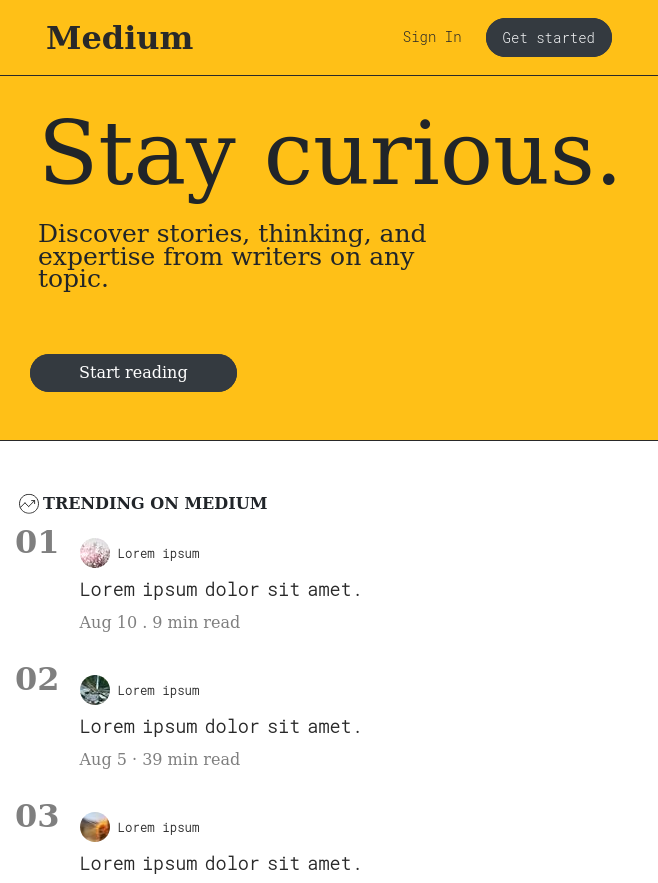 Medium
Sign In
Get started
Stay curious.
Discover stories, thinking, and
expertise from writers on any
topic.
Start reading
TRENDING ON MEDIUM
01
Lorem ipsum
Lorem ipsum dolor sit amet.
Aug 10 . 9 min read
02
Lorem ipsum
Lorem ipsum dolor sit amet.
Aug 5 · 39 min read
03
Lorem ipsum
Lorem ipsum dolor sit amet.